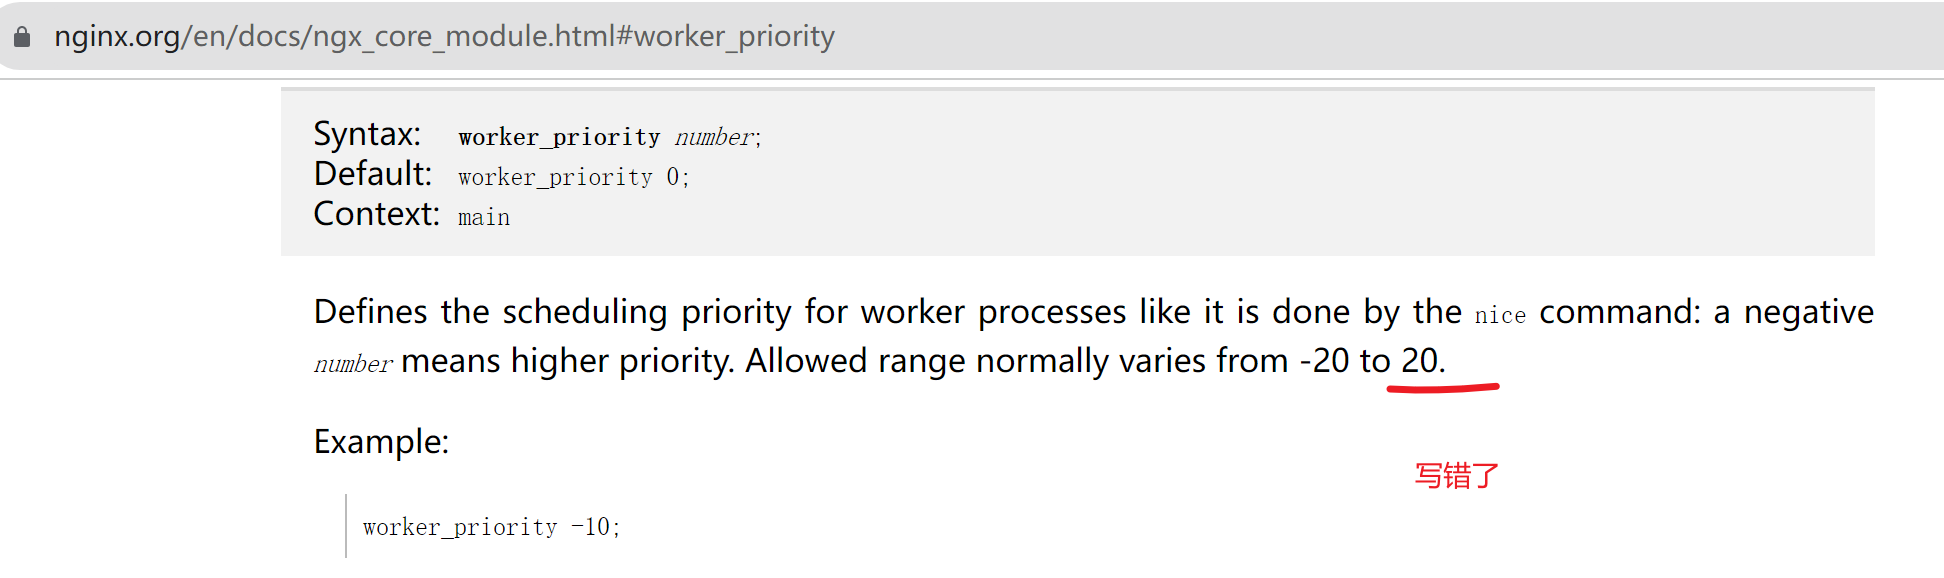 nginx.org/en/docs/ngx_core_module.html#worker_priority
Syntax: worker_priority number;
Default: worker_priority 0;
Context: main
Defines the scheduling priority for worker processes like it is done by the nice command: a negative
number means higher priority. Allowed range normally varies from -20 to 20.
Example:
写错了
worker_priority -10;